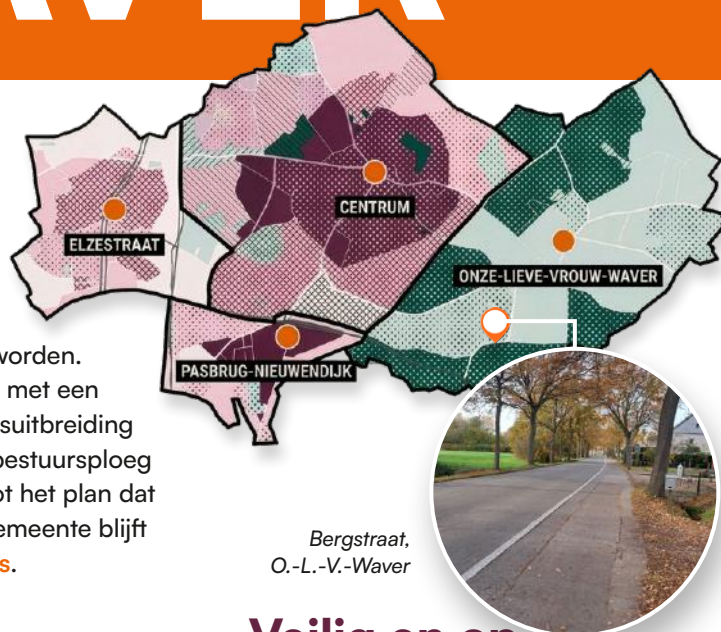 CENTRUM
ELZESTRAAT
ONZE-LIEVE-VROUW-WAVER
PASBRUG-NIEUWENDIJK
worden.
met een
suitbreiding
bestuursploeg
ot het plan dat
emeente blijft
s.
Bergstraat,
O.-L.-V.-Waver